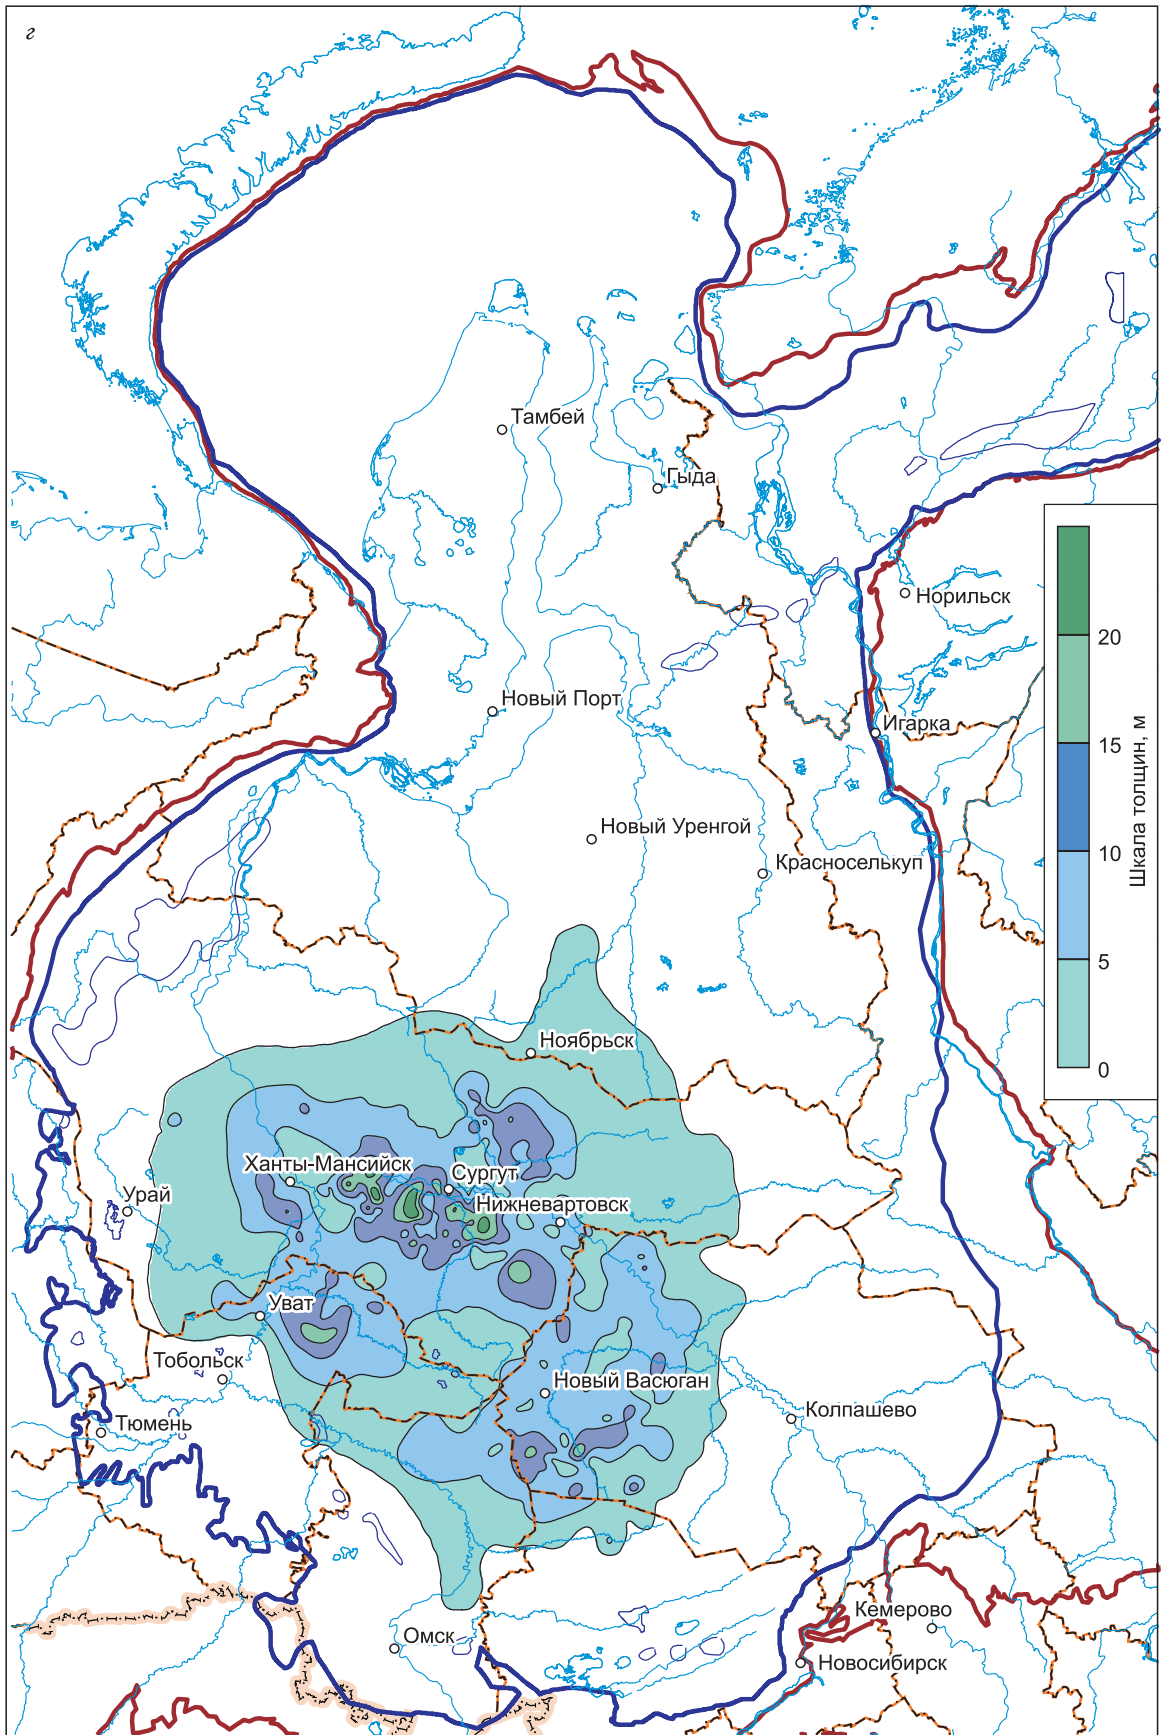 г
Тамбей
Гыда
Норильск
Новый Порт
Игарка
Новый Уренгой
Красноселькуп
Ноябрьск
Ханты-Мансийск
Сургут
Урай
Нижневартовск
Уват
Тобольск
Новый Васюган
Колпашево
Тюмень
Кемерово
Омск
Новосибирск
20
15
10
5
0
Шкала толщин, м